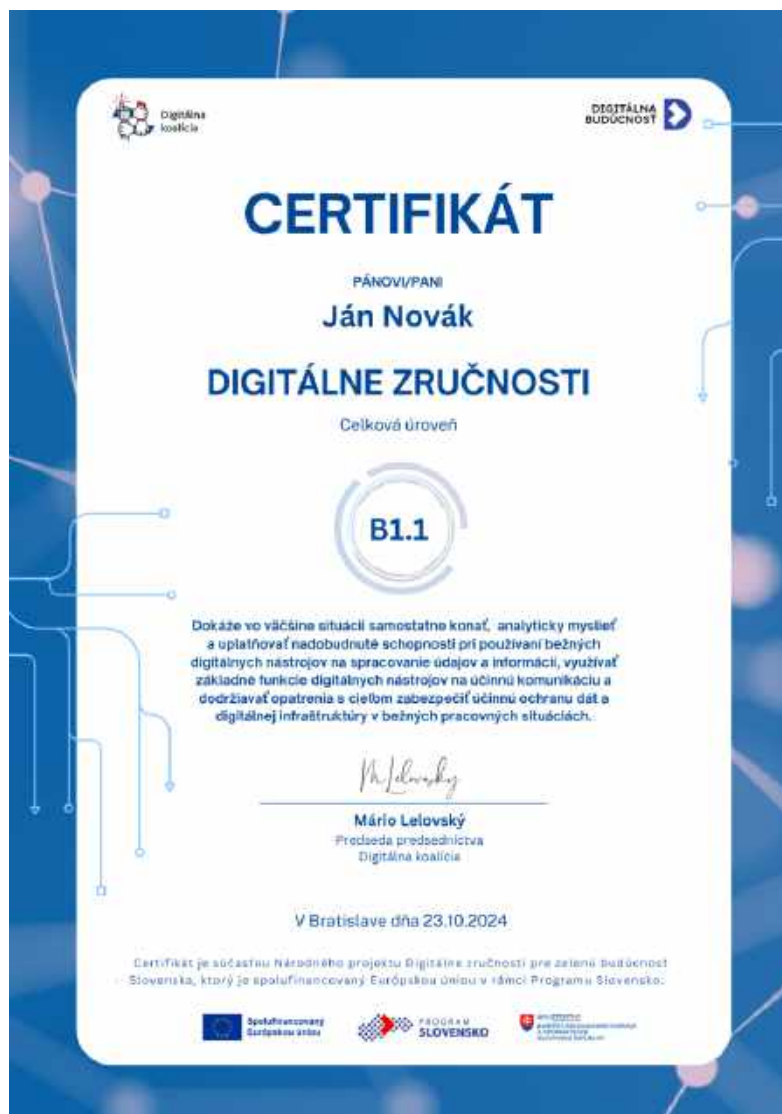 Digitálna
koalícia
DIGITÁLNA
BUDÚCNOSŤ
CERTIFIKÁT
PÁNOVI/PANI
Ján Novák
DIGITÁLNE ZRUČNOSTI
Celková úroveň
B1.1
Dokáže vo väčšine situácií samostatne konať, analyticky myslieť
a uplatňovať nadobudnuté schopnosti pri používaní bežných
digitálnych nástrojov na spracovanie údajov a informácií, využívať
základné funkcie digitálnych nástrojov na účinnú komunikáciu a
dodržiavať opatrenia s cieľom zabezpečiť účinnú ochranu dát a
digitálnej infraštruktúry v bežných pracovných situáciách.
M Lelovsky
Mário Lelovský
Predseda predsedníctva
Digitálna koalícia
V Bratislave dňa 23.10.2024
Certifikát je súčasťou Národného projektu Digitálne zručnosti pre zelenú budúcnosť
Slovenska, ktorý je spolufinancovaný Európskou úniou v rámci Programu Slovensko.
Spolufinancovaný
Európskou úniou
PROGRAM
SLOVENSKO